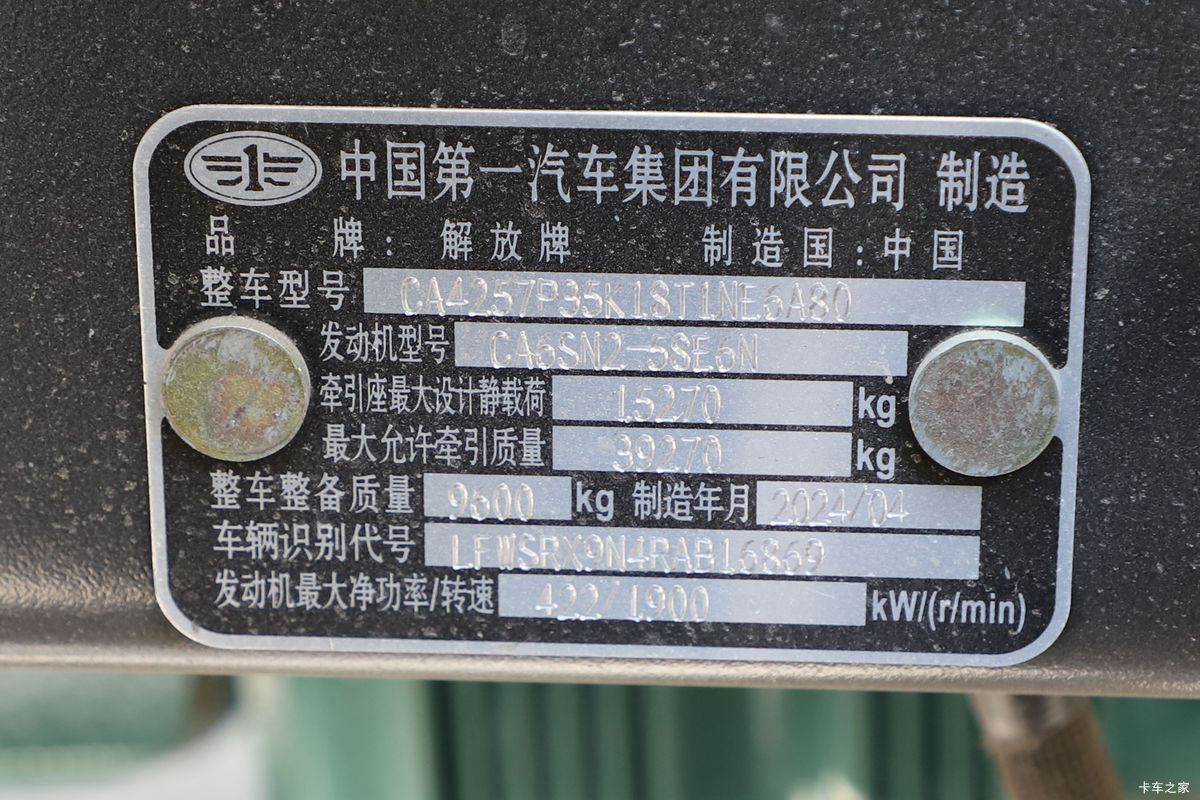 中国第一汽车集团有限公司 制造
品 牌: 解放牌 制造国:中国
整车型号 CA4257P35K18T1NE6A80
发动机型号 CA6SN2-58E6N
牵引座最大设计静载荷 15270 kg
最大允许牵引质量 39270 kg
整车整备质量 9600 kg 制造年月 2024/04
车辆识别代号 LFWSRX9N4RAB16869
发动机最大净功率/转速 422/1900 kW/(r/min)
卡车之家